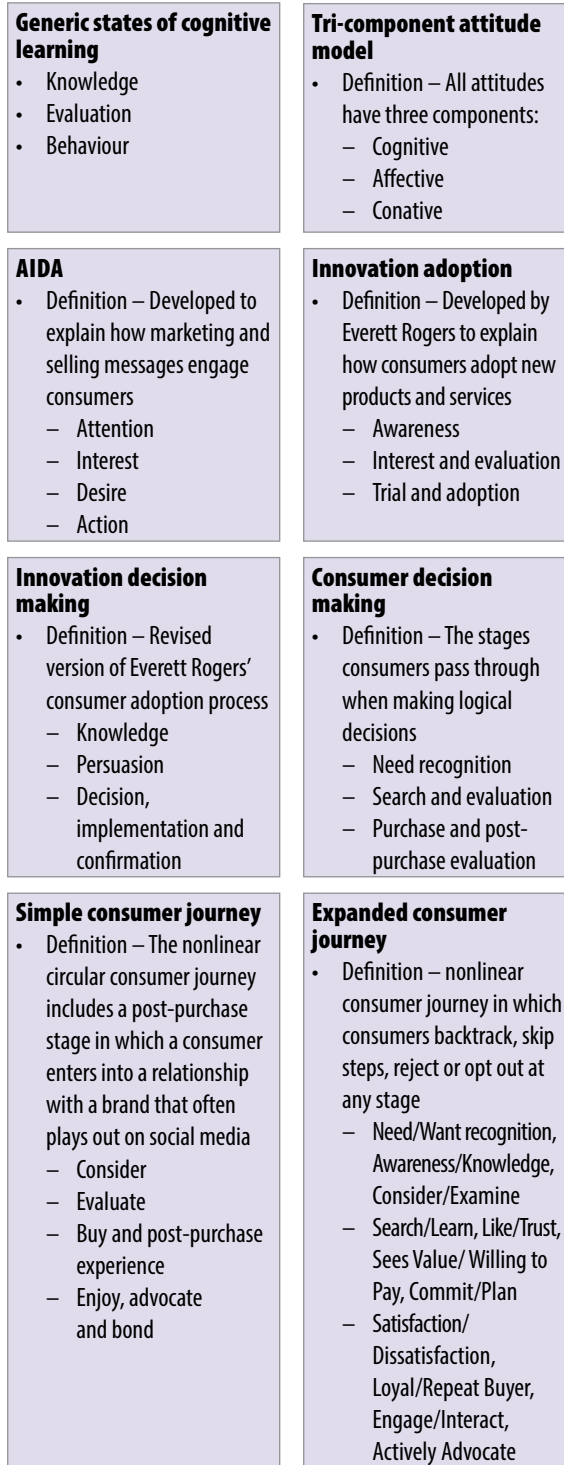 Generic states of cognitive
learning
• Knowledge
• Evaluation
• Behaviour
Tri-component attitude
model
• Definition – All attitudes
have three components:
– Cognitive
– Affective
– Conative
AIDA
• Definition – Developed to
explain how marketing and
selling messages engage
consumers
– Attention
– Interest
– Desire
– Action
Innovation adoption
• Definition – Developed by
Everett Rogers to explain
how consumers adopt new
products and services
– Awareness
– Interest and evaluation
– Trial and adoption
Innovation decision
making
• Definition – Revised
version of Everett Rogers’
consumer adoption process
– Knowledge
– Persuasion
– Decision,
implementation and
confirmation
Consumer decision
making
• Definition – The stages
consumers pass through
when making logical
decisions
– Need recognition
– Search and evaluation
– Purchase and post-
purchase evaluation
Simple consumer journey
• Definition – The nonlinear
circular consumer journey
includes a post-purchase
stage in which a consumer
enters into a relationship
with a brand that often
plays out on social media
– Consider
– Evaluate
– Buy and post-purchase
experience
– Enjoy, advocate
and bond
Expanded consumer
journey
• Definition – nonlinear
consumer journey in which
consumers backtrack, skip
steps, reject or opt out at
any stage
– Need/Want recognition,
Awareness/Knowledge,
Consider/Examine
– Search/Learn, Like/Trust,
Sees Value/ Willing to
Pay, Commit/Plan
– Satisfaction/
Dissatisfaction,
Loyal/Repeat Buyer,
Engage/Interact,
Actively Advocate